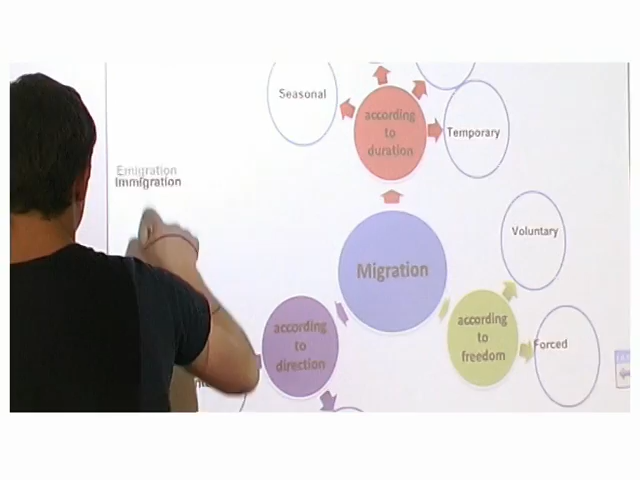 Seasonal
according
to
duration
Temporary
Emigration
Immigration
Voluntary
Migration
according
to
direction
according
to
freedom
Forced